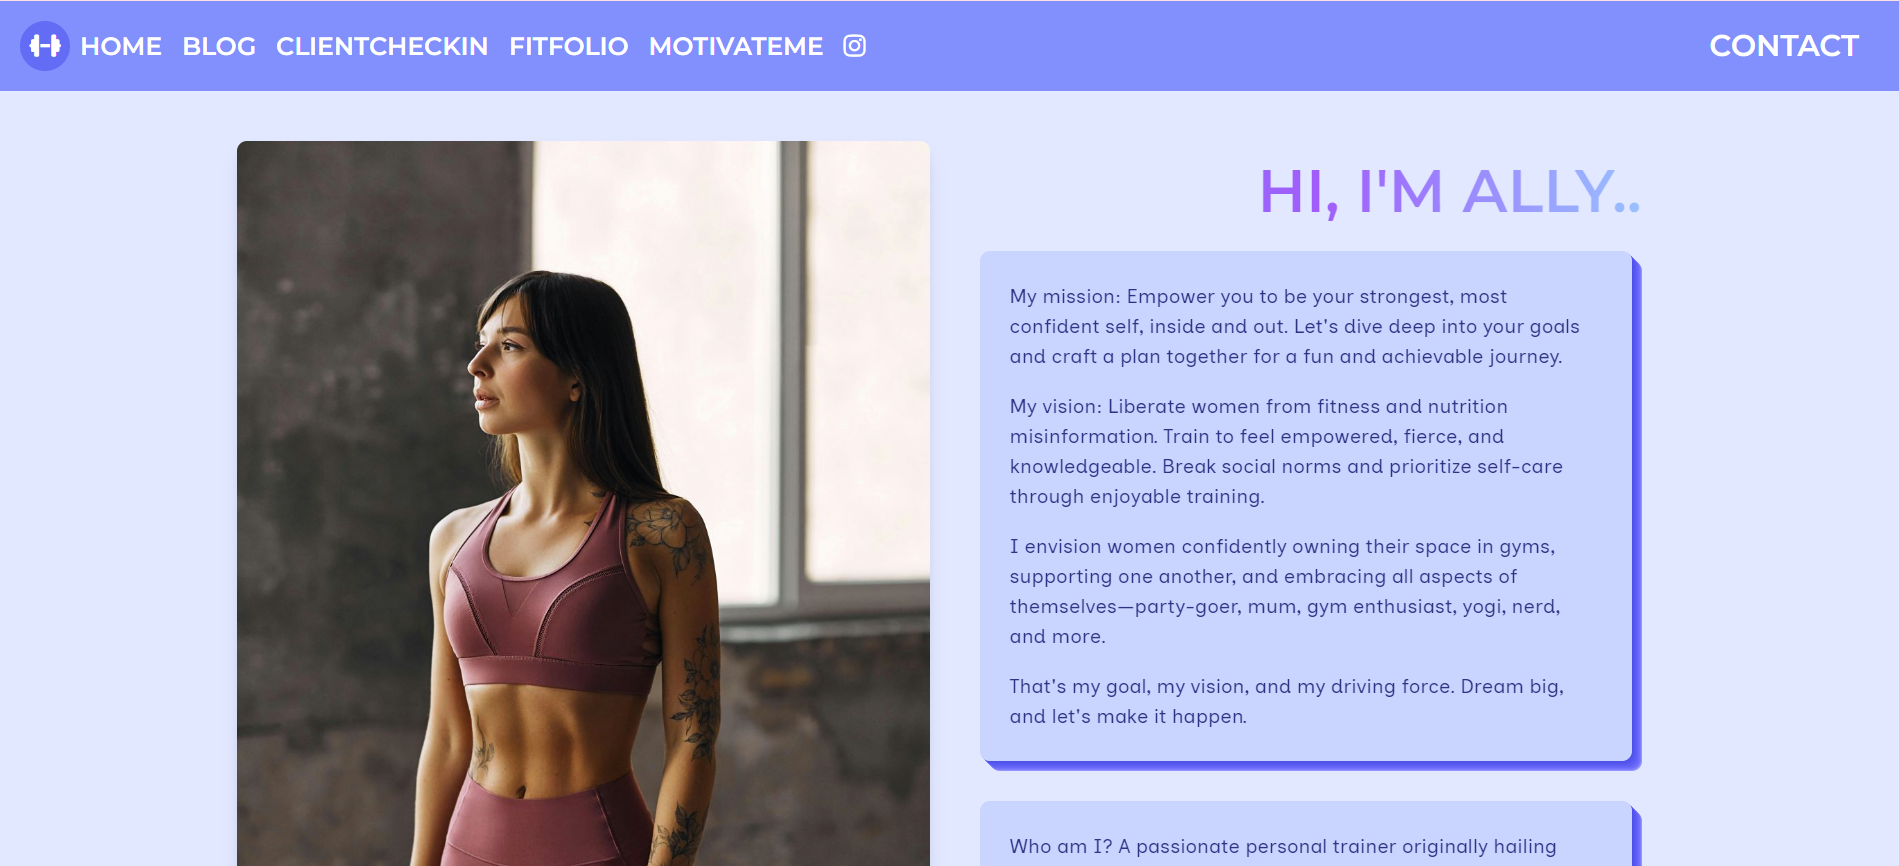 HOME BLOG CLIENTCHECKIN FITFOLIO MOTIVATEME CONTACT
HI, I'M ALLY..
My mission: Empower you to be your strongest, most
confident self, inside and out. Let's dive deep into your goals
and craft a plan together for a fun and achievable journey.
My vision: Liberate women from fitness and nutrition
misinformation. Train to feel empowered, fierce, and
knowledgeable. Break social norms and prioritize self-care
through enjoyable training.
I envision women confidently owning their space in gyms,
supporting one another, and embracing all aspects of
themselves—party-goer, mum, gym enthusiast, yogi, nerd,
and more.
That's my goal, my vision, and my driving force. Dream big,
and let's make it happen.
Who am I? A passionate personal trainer originally hailing